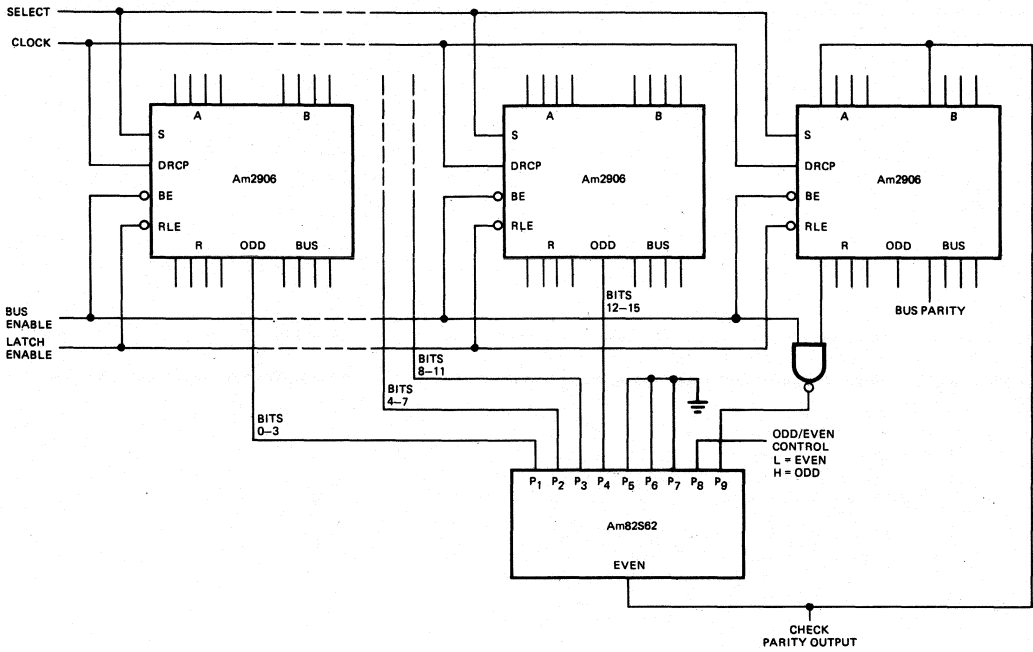 SELECT
CLOCK
A
B
S
DRCP
Am2906
BE
RLE
R
ODD
BUS
A
B
S
DRCP
Am2906
BE
RLE
R
ODD
BUS
A
B
S
DRCP
Am2906
BE
RLE
R
ODD
BUS
BITS
12–15
BUS PARITY
BUS
ENABLE
LATCH
ENABLE
BITS
8–11
BITS
4–7
BITS
0–3
ODD/EVEN
CONTROL
L = EVEN
H = ODD
P1 P2 P3 P4 P5 P6 P7 P8 P9
Am82S62
EVEN
CHECK
PARITY OUTPUT